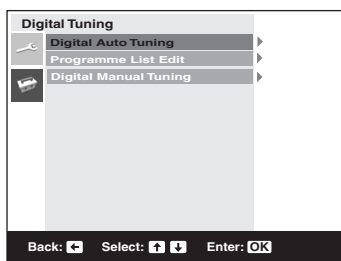 Digital Tuning
Digital Auto Tuning
Programme List Edit
Digital Manual Tuning
Back: ← Select: ↑ ↓ Enter: OK